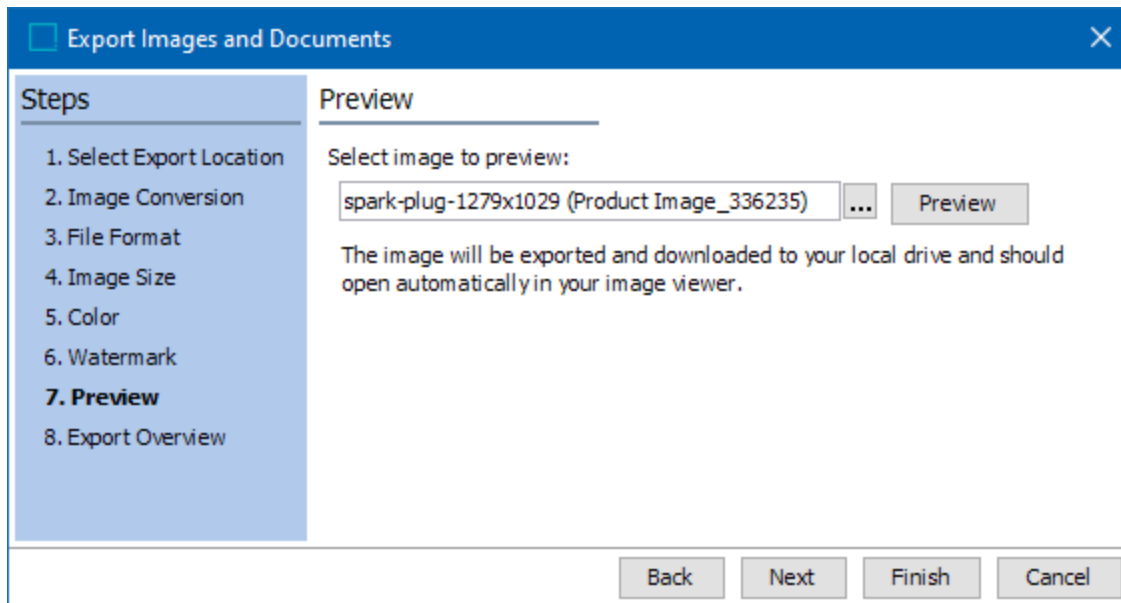 Export Images and Documents
Steps
1. Select Export Location
2. Image Conversion
3. File Format
4. Image Size
5. Color
6. Watermark
7. Preview
8. Export Overview
Preview
Select image to preview:
spark-plug-1279x1029 (Product Image_336235)
...
Preview
The image will be exported and downloaded to your local drive and should
open automatically in your image viewer.
Back
Next
Finish
Cancel